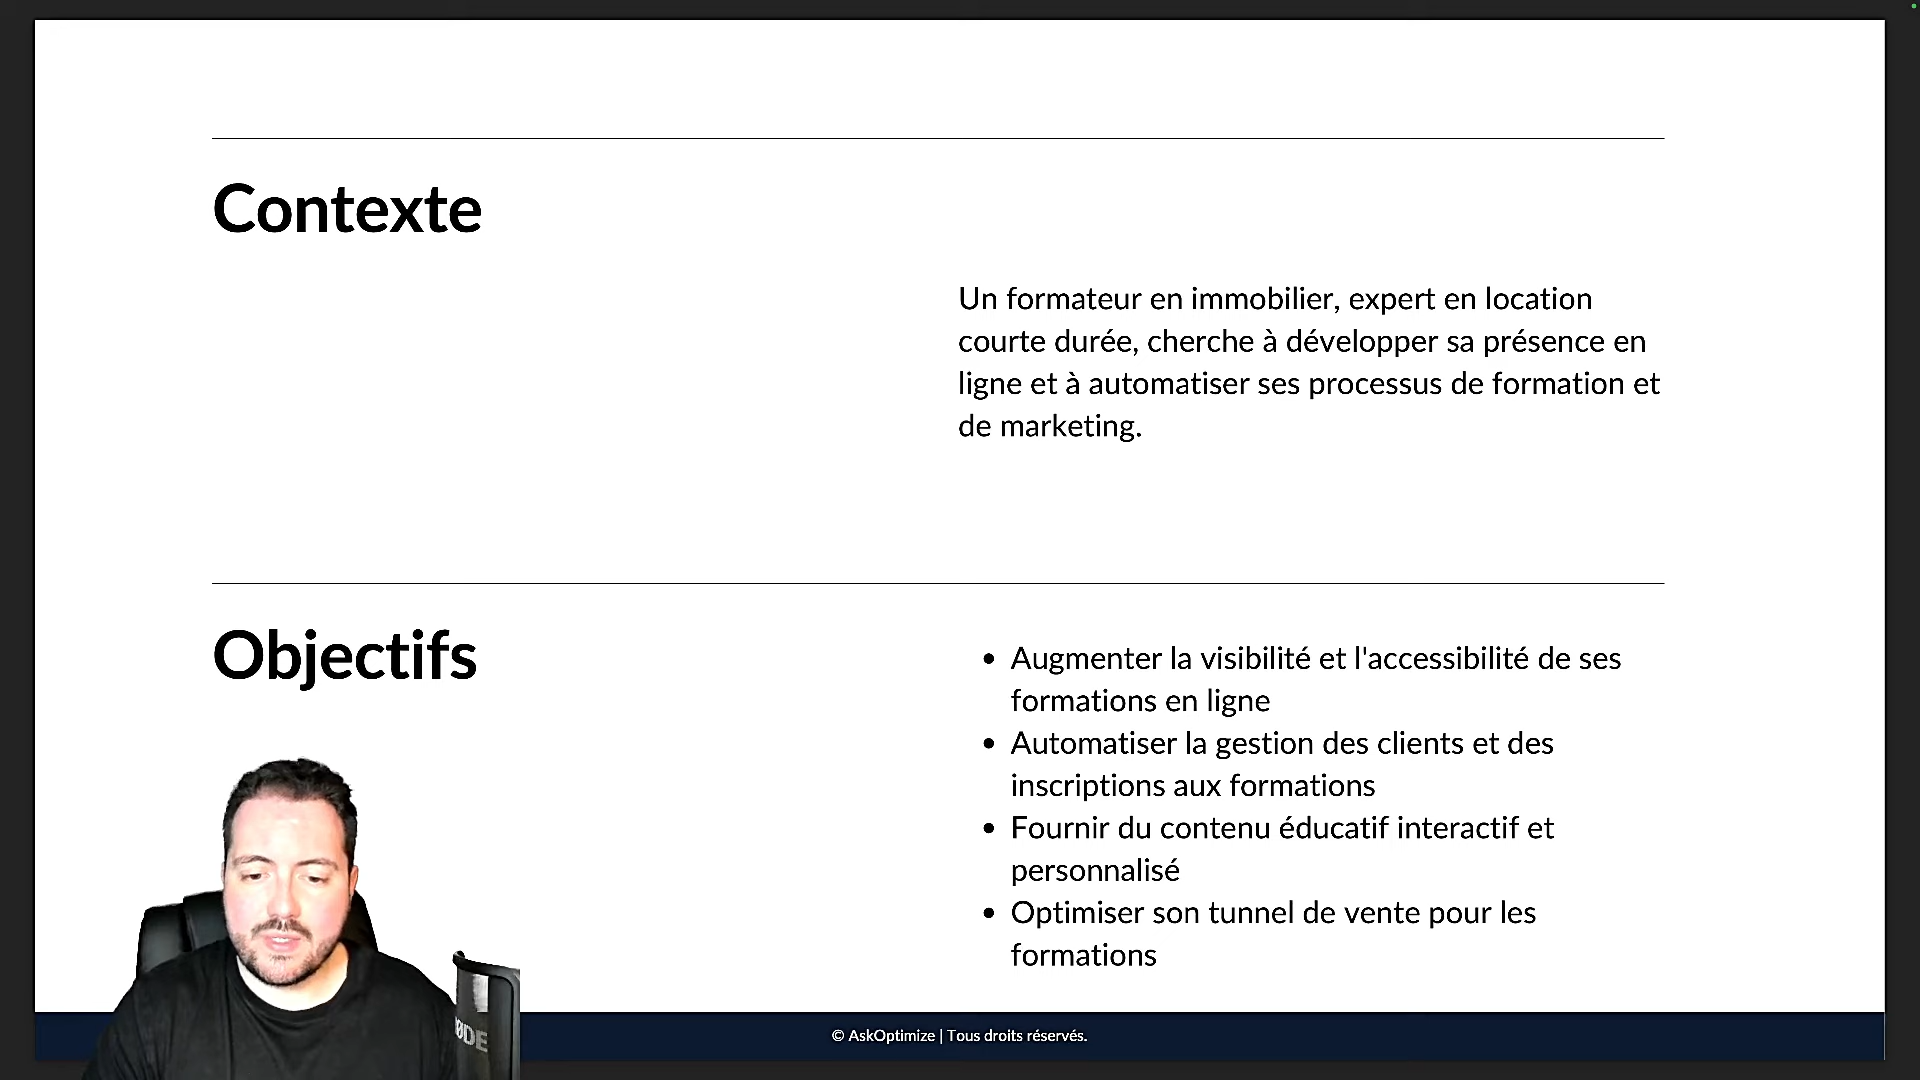 Contexte
Un formateur en immobilier, expert en location
courte durée, cherche à développer sa présence en
ligne et à automatiser ses processus de formation et
de marketing.
Objectifs
• Augmenter la visibilité et l'accessibilité de ses
formations en ligne
• Automatiser la gestion des clients et des
inscriptions aux formations
• Fournir du contenu éducatif interactif et
personnalisé
• Optimiser son tunnel de vente pour les
formations
© AskOptimize | Tous droits réservés.